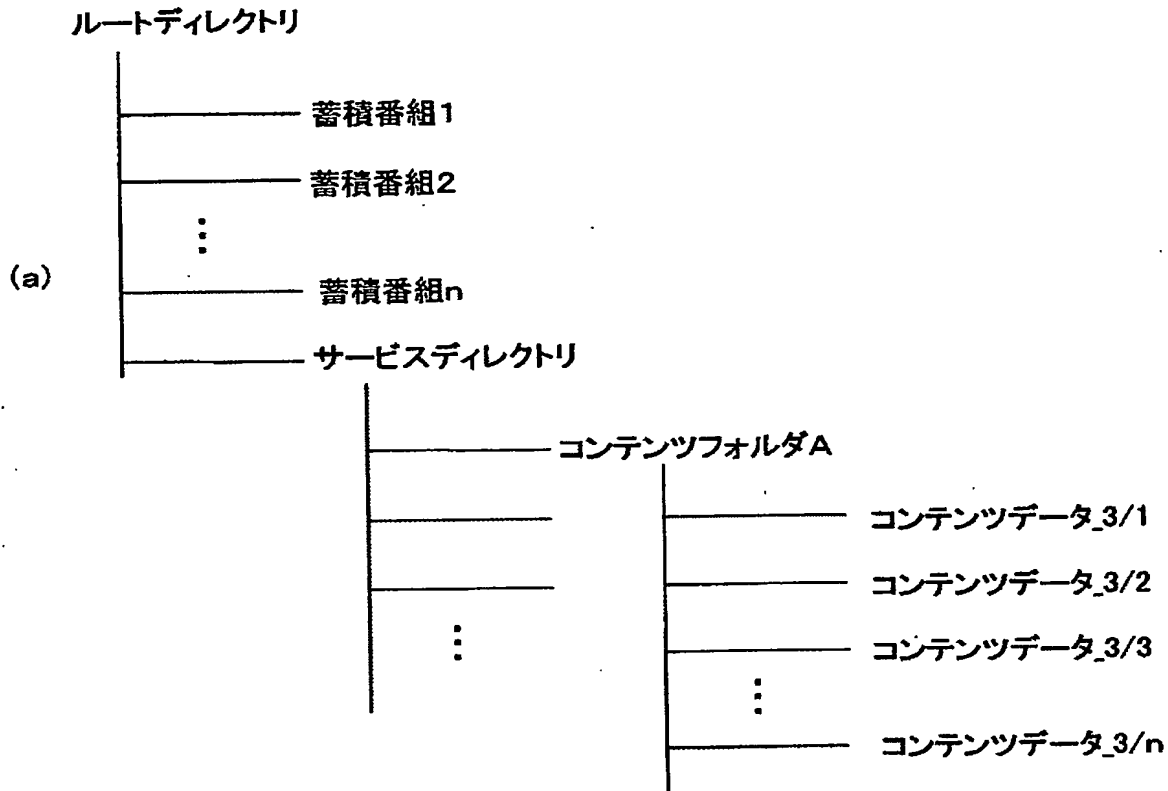 ルートディレクトリ
蓄積番組1
蓄積番組2
(a)
蓄積番組n
サービスディレクトリ
コンテンツフォルダA
コンテンツデータ_3/1
コンテンツデータ_3/2
コンテンツデータ_3/3
コンテンツデータ_3/n